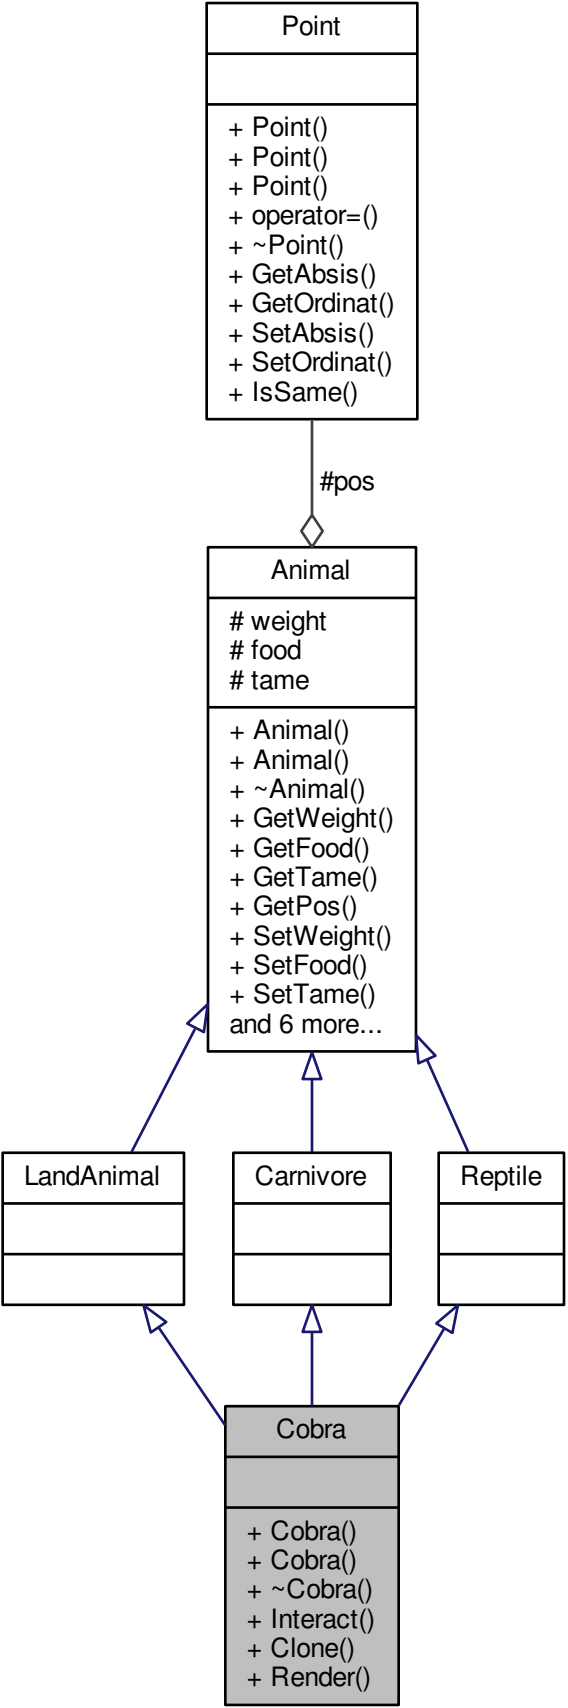 Point
+ Point()
+ Point()
+ Point()
+ operator=()
+ ~Point()
+ GetAbsis()
+ GetOrdinat()
+ SetAbsis()
+ SetOrdinat()
+ IsSame()
#pos
Animal
# weight
# food
# tame
+ Animal()
+ Animal()
+ ~Animal()
+ GetWeight()
+ GetFood()
+ GetTame()
+ GetPos()
+ SetWeight()
+ SetFood()
+ SetTame()
and 6 more...
LandAnimal
Carnivore
Reptile
Cobra
+ Cobra()
+ Cobra()
+ ~Cobra()
+ Interact()
+ Clone()
+ Render()